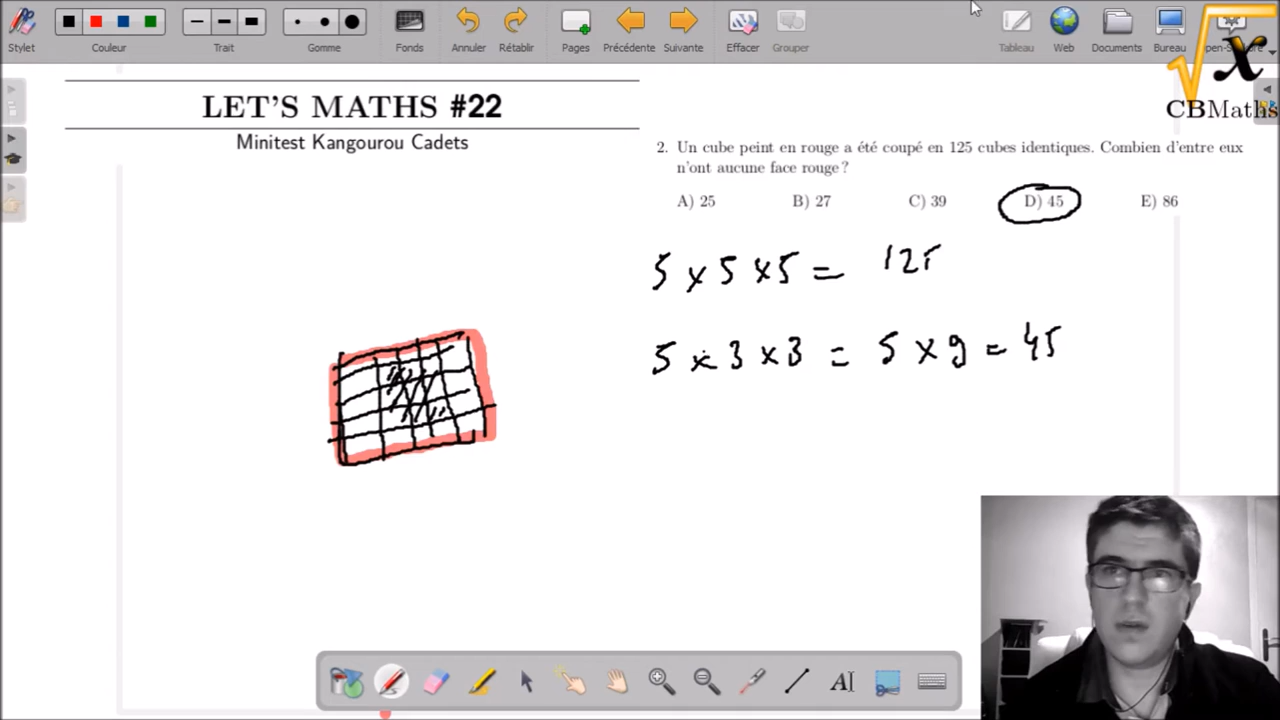 Stylet Couleur Trait Gomme Fonds Annuler Rétablir Pages Précédente Suivante Effacer Grouper Tableau Web Documents Bureau
x
CBMaths
LET'S MATHS #22
Minitest Kangourou Cadets
2. Un cube peint en rouge a été coupé en 125 cubes identiques. Combien d'entre eux
n'ont aucune face rouge ?
A) 25 B) 27 C) 39 D) 45 E) 86
5 x 5 x 5 = 125
5 x 3 x 3 = 5 x 9 = 45